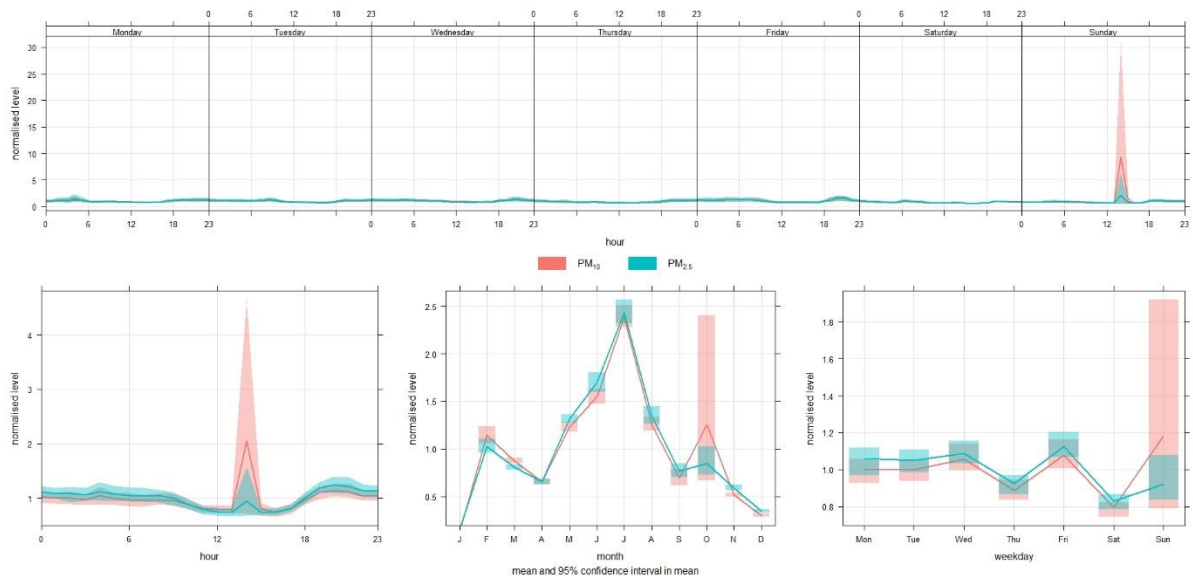 0 6 12 18 23 0 6 12 18 23 0 6 12 18 23
Monday Tuesday Wednesday Thursday Friday Saturday Sunday
30
25
20
15
10
5
0
normalised level
0 6 12 18 23 0 6 12 18 23 0 6 12 18 23 0 6 12 18 23
hour
PM10 PM2.5
4
3
2
1
normalised level
0 6 12 18 23
hour
2.5
2.0
1.5
1.0
0.5
normalised level
J F M A M J J A S O N D
month
mean and 95% confidence interval in mean
1.8
1.6
1.4
1.2
1.0
0.8
normalised level
Mon Tue Wed Thu Fri Sat Sun
weekday